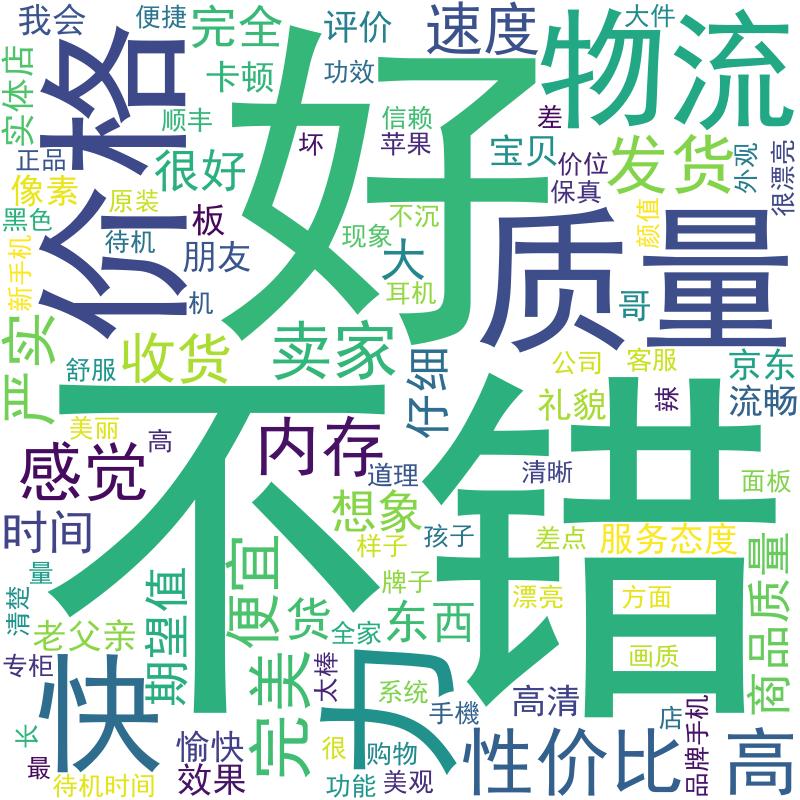 我会
便捷
完全
评价
速度
大件
物流
实体店
价格
卡顿
好
功效
顺丰
信赖
差
苹果
坏
宝贝
价位
发货
外观
很漂亮
正品
很好
保真
像素
原装
板
不沉
颜值
黑色
待机
现象
质量
新手机
朋友
大
机
耳机
哥
严实
收货
卖家
舒服
仔细
公司
客服
京东
不错
礼貌
辣
流畅
美丽
高
内存
感觉
道理
清晰
面板
时间
想象
样子
孩子
差点
服务态度
量
清楚
期望值
便宜
牌子
漂亮
方面
商品质量
老父亲
货
全家
东西
专柜
快
完美
太棒
力
画质
系统
高清
手機
店
品牌手机
长
愉快
很
购物
性价比
高
最
待机时间
效果
功能
美观